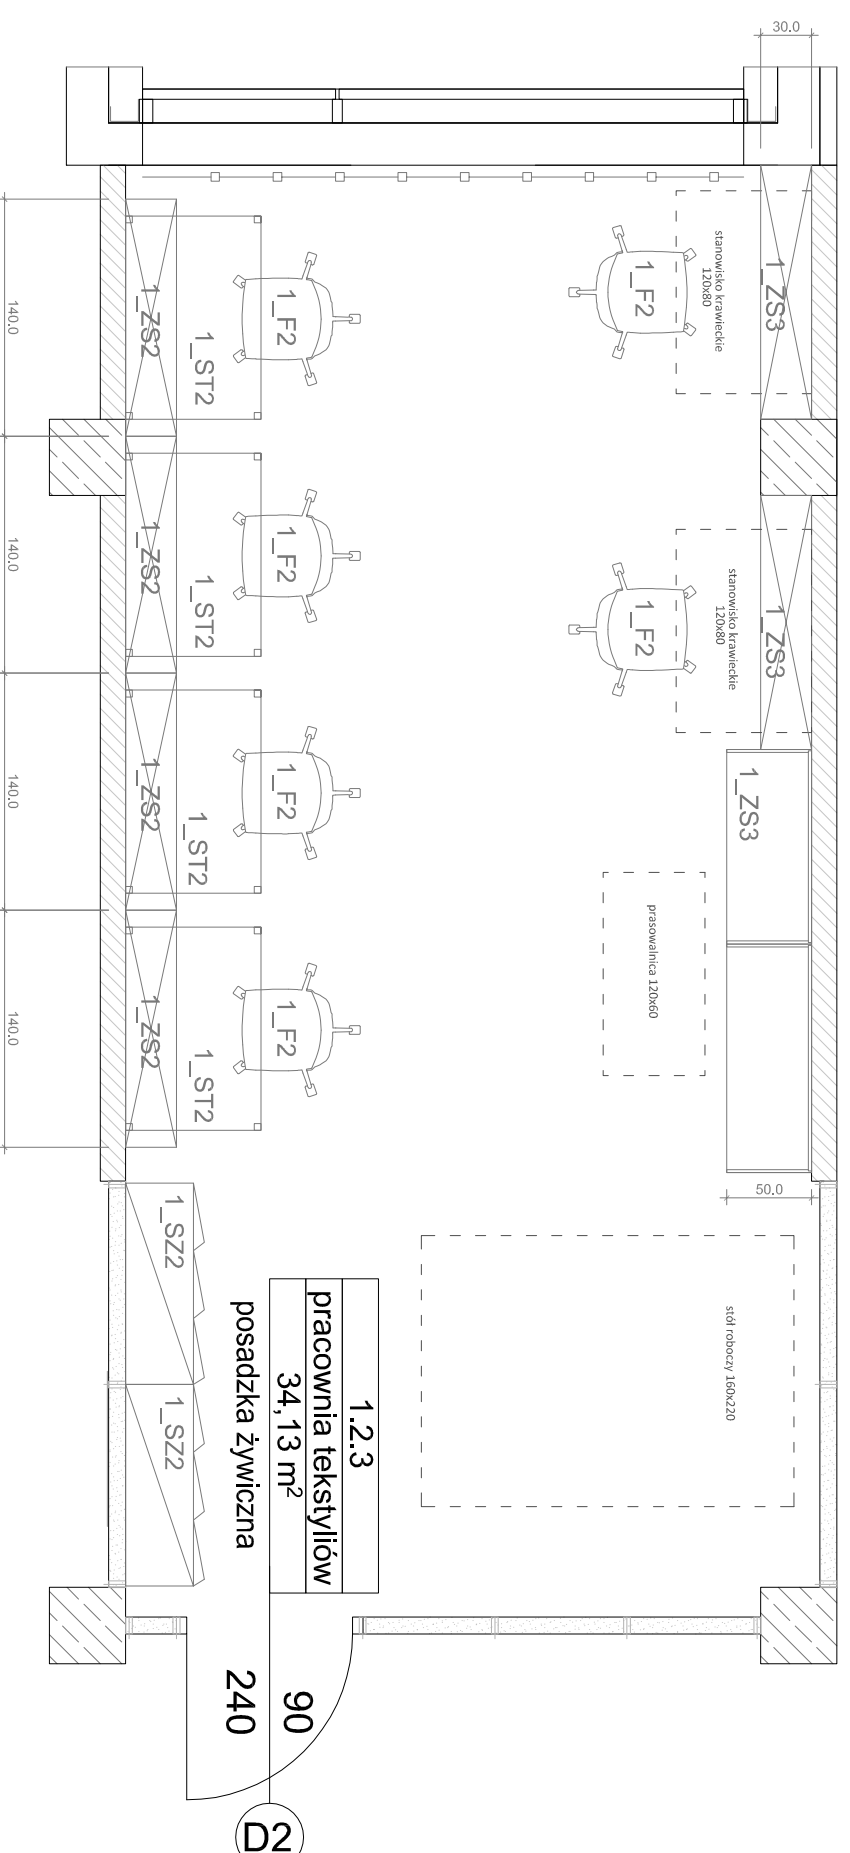 30.0
1_ZS3
stanowisko krawieckie
120x80
1_F2
1_F2
1_ST2
1_ZS2
140.0
1_ZS3
stanowisko krawieckie
120x80
1_F2
1_F2
1_ST2
1_ZS2
140.0
1_ZS3
1_F2
1_ST2
1_ZS2
140.0
prasowalnica 120x60
1_F2
1_ST2
1_ZS2
140.0
50.0
1_SZ2
1_SZ2
stół roboczy 160x220
1.2.3
pracownia tekstyliów
34,13 m²
posadzka żywiczna
90
240
D2